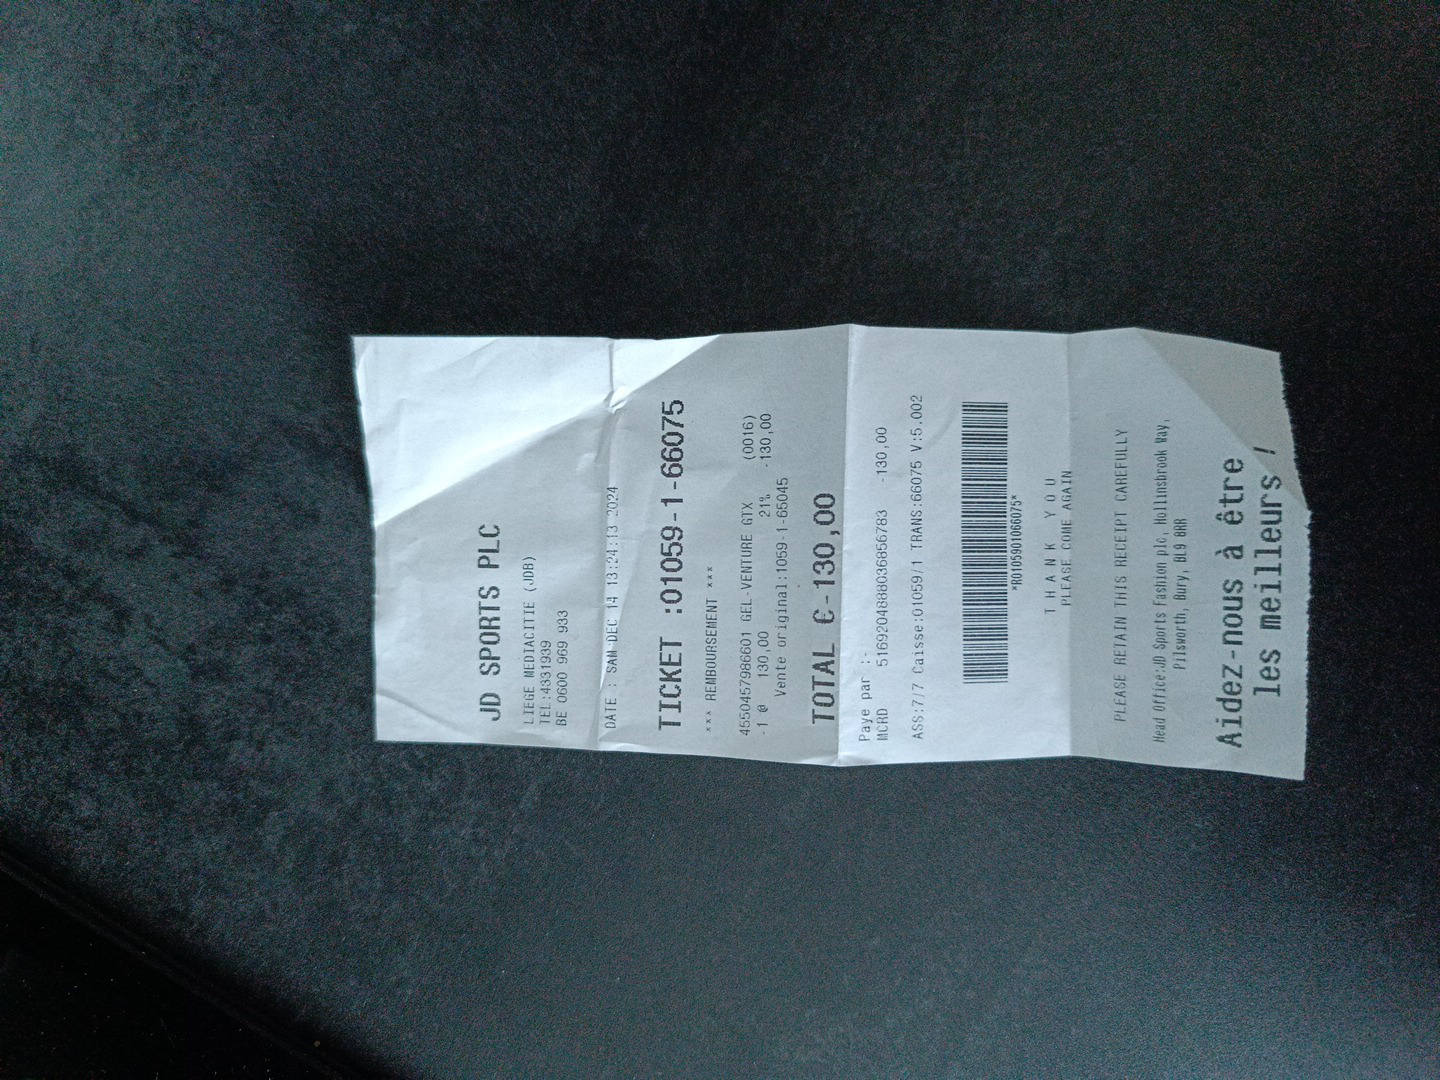 JD SPORTS PLC
LIEGE MEDIACITIE (JDB)
TEL:4331939
BE 0600 969 933
DATE : SAM DEC 14 13:24:13 2024
TICKET :01059-1-66075
*** REMBOURSEMENT ***
4550457986601 GEL-VENTURE GTX (0016)
-1 @ 130,00 21% -130,00
Vente original:1059-1-65045
TOTAL € -130,00
Paye par :-
MCRD 5169204888036856783 -130,00
ASS:7/7 Caisse:01059/1 TRANS:66075 V:5.002
*R0105901066075*
T H A N K Y O U
PLEASE COME AGAIN
PLEASE RETAIN THIS RECEIPT CAREFULLY
Head Office:JD Sports Fashion plc, Hollinsbrook Way,
Pilsworth, Bury, BL9 8RR
Aidez-nous à être
les meilleurs !